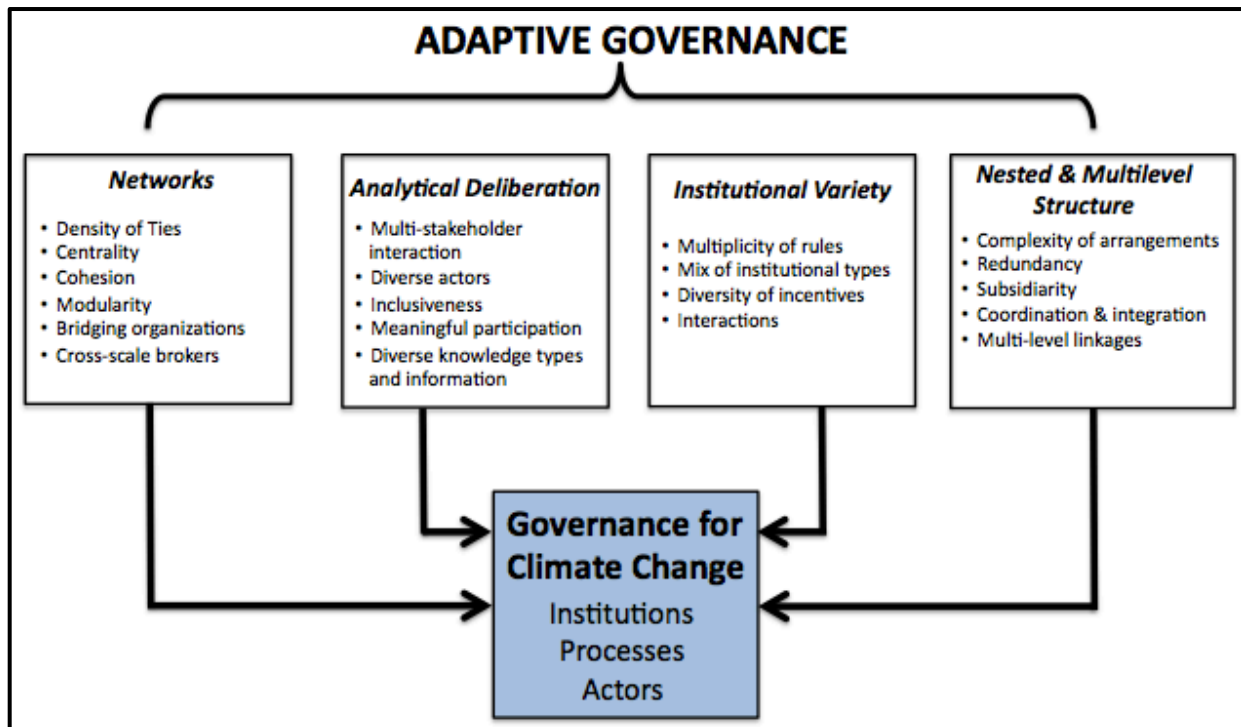 ADAPTIVE GOVERNANCE
Networks
• Density of Ties
• Centrality
• Cohesion
• Modularity
• Bridging organizations
• Cross-scale brokers
Analytical Deliberation
• Multi-stakeholder
interaction
• Diverse actors
• Inclusiveness
• Meaningful participation
• Diverse knowledge types
and information
Institutional Variety
• Multiplicity of rules
• Mix of institutional types
• Diversity of incentives
• Interactions
Nested & Multilevel
Structure
• Complexity of arrangements
• Redundancy
• Subsidiarity
• Coordination & integration
• Multi-level linkages
Governance for
Climate Change
Institutions
Processes
Actors